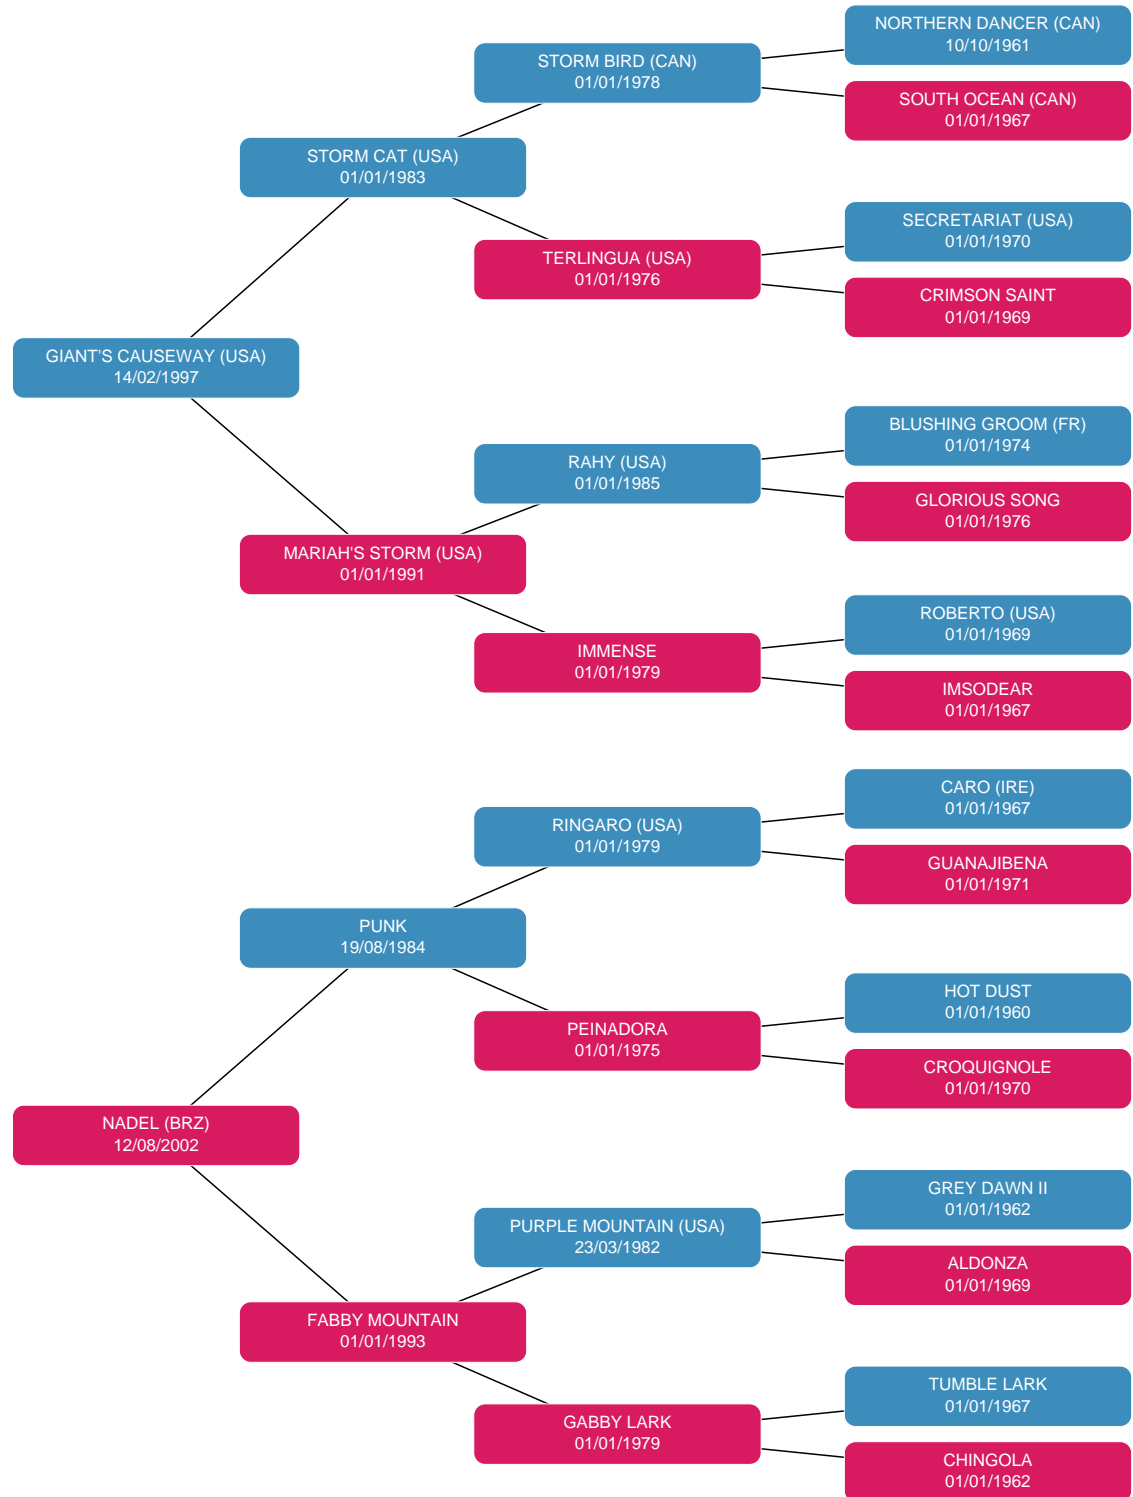 NORTHERN DANCER (CAN)
10/10/1961
STORM BIRD (CAN)
01/01/1978
SOUTH OCEAN (CAN)
01/01/1967
STORM CAT (USA)
01/01/1983
SECRETARIAT (USA)
01/01/1970
TERLINGUA (USA)
01/01/1976
CRIMSON SAINT
01/01/1969
GIANT'S CAUSEWAY (USA)
14/02/1997
BLUSHING GROOM (FR)
01/01/1974
RAHY (USA)
01/01/1985
GLORIOUS SONG
01/01/1976
MARIAH'S STORM (USA)
01/01/1991
ROBERTO (USA)
01/01/1969
IMMENSE
01/01/1979
IMSODEAR
01/01/1967
CARO (IRE)
01/01/1967
RINGARO (USA)
01/01/1979
GUANAJIBENA
01/01/1971
PUNK
19/08/1984
HOT DUST
01/01/1960
PEINADORA
01/01/1975
CROQUIGNOLE
01/01/1970
NADEL (BRZ)
12/08/2002
GREY DAWN II
01/01/1962
PURPLE MOUNTAIN (USA)
23/03/1982
ALDONZA
01/01/1969
FABBY MOUNTAIN
01/01/1993
TUMBLE LARK
01/01/1967
GABBY LARK
01/01/1979
CHINGOLA
01/01/1962